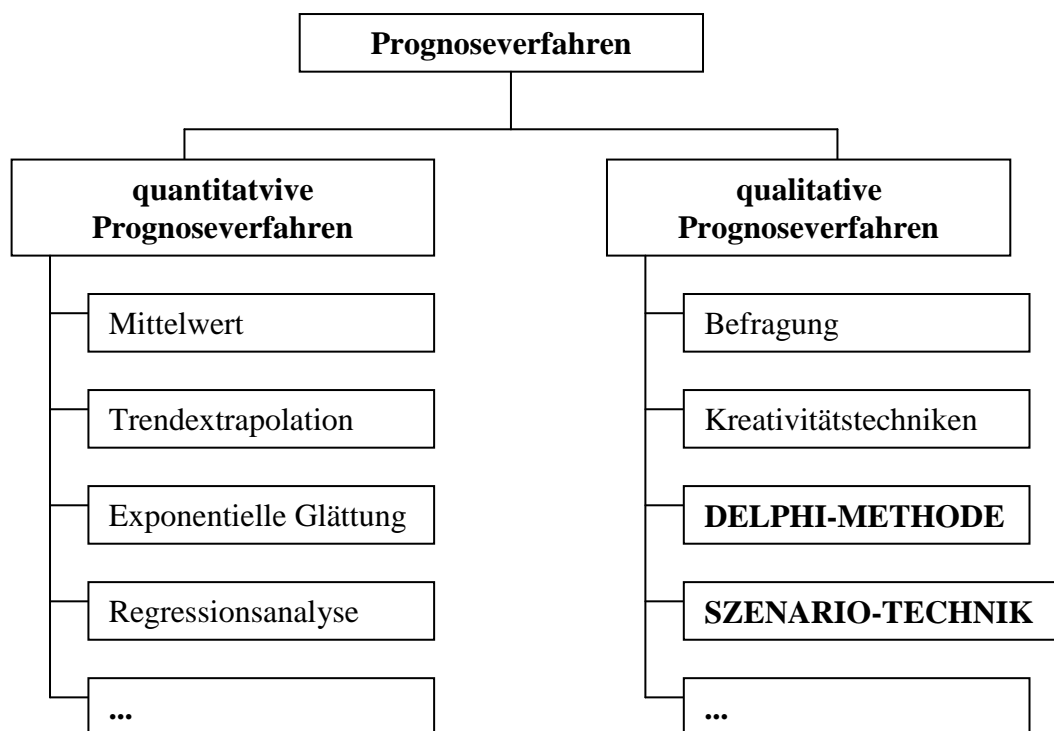 Prognoseverfahren
quantitatvive
Prognoseverfahren
Mittelwert
Trendextrapolation
Exponentielle Glättung
Regressionsanalyse
...
qualitative
Prognoseverfahren
Befragung
Kreativitätstechniken
DELPHI-METHODE
SZENARIO-TECHNIK
...